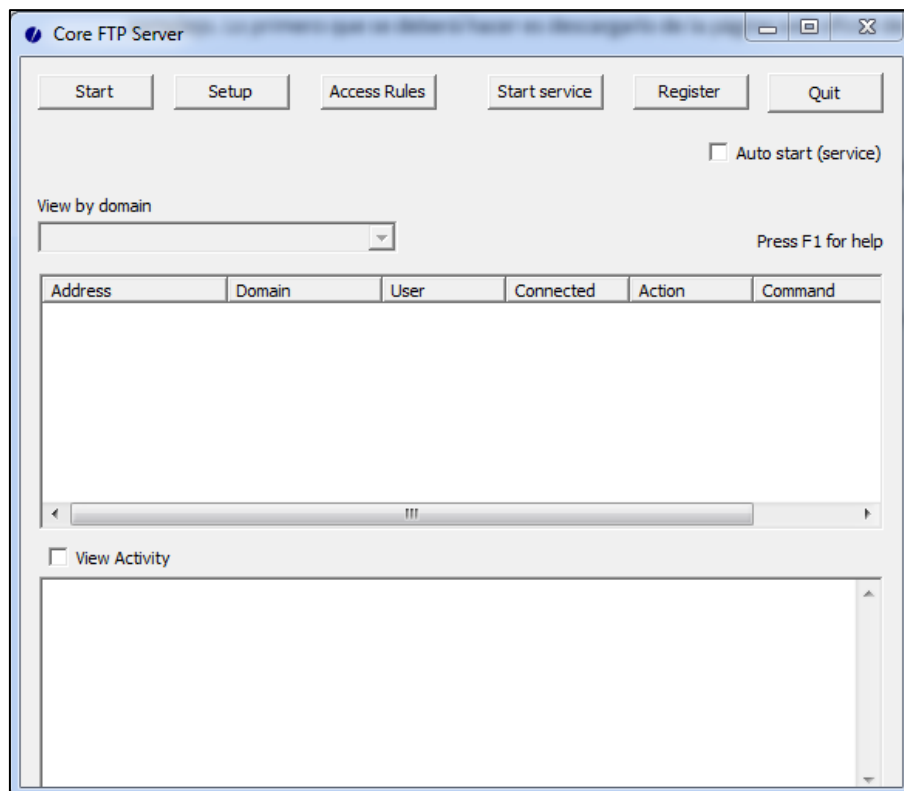 Core FTP Server
Start Setup Access Rules Start service Register Quit
Auto start (service)
View by domain
Press F1 for help
Address Domain User Connected Action Command
View Activity